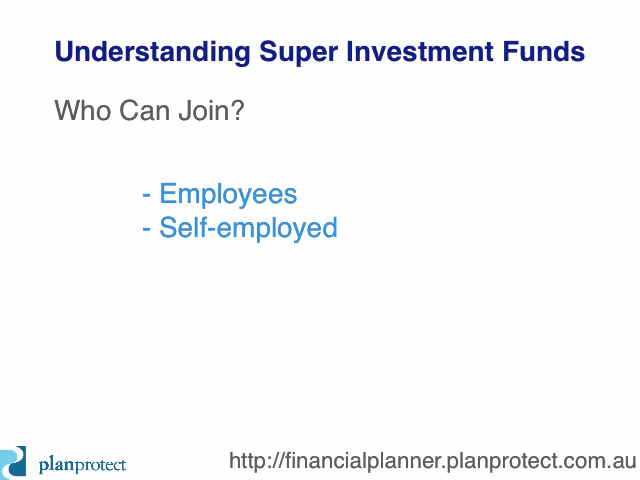 Understanding Super Investment Funds
Who Can Join?
- Employees
- Self-employed
planprotect
http://financialplanner.planprotect.com.au